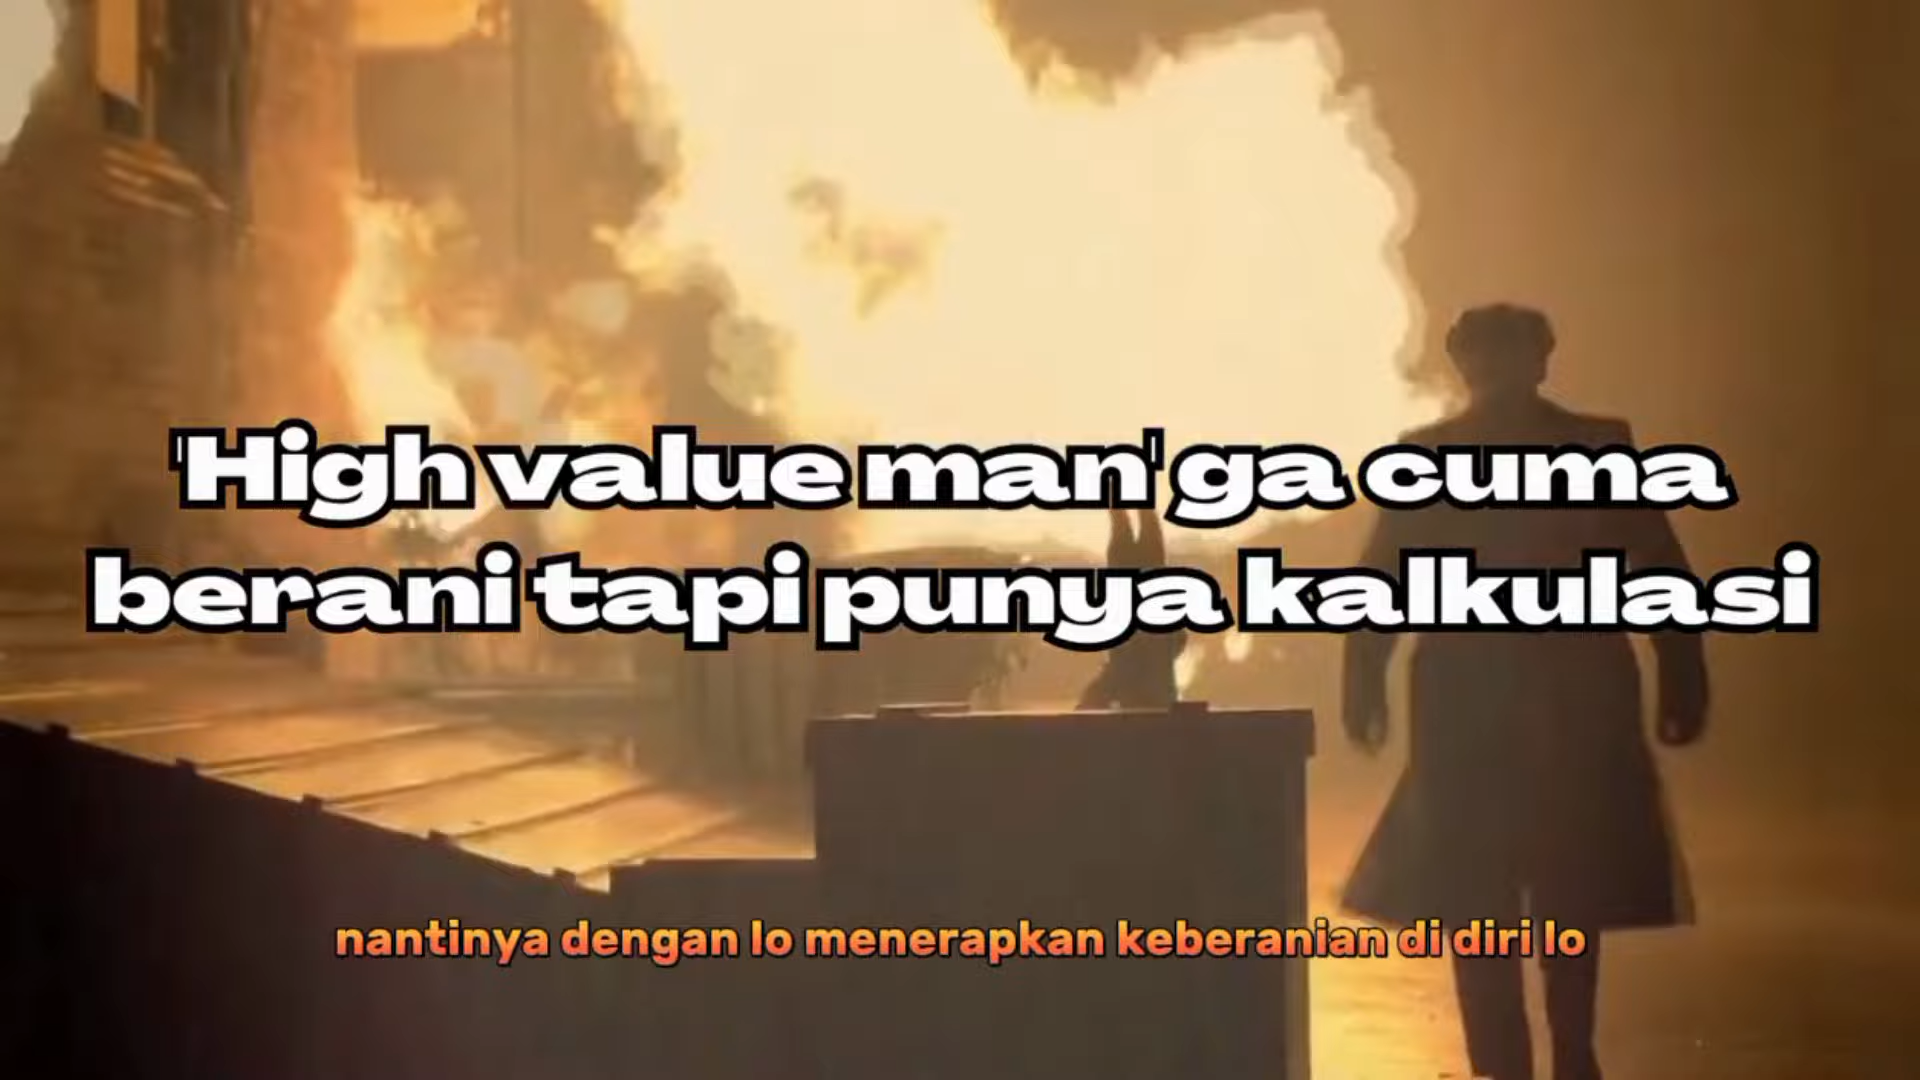 'High value man' ga cuma
berani tapi punya kalkulasi
nantinya dengan lo menerapkan keberanian di diri lo